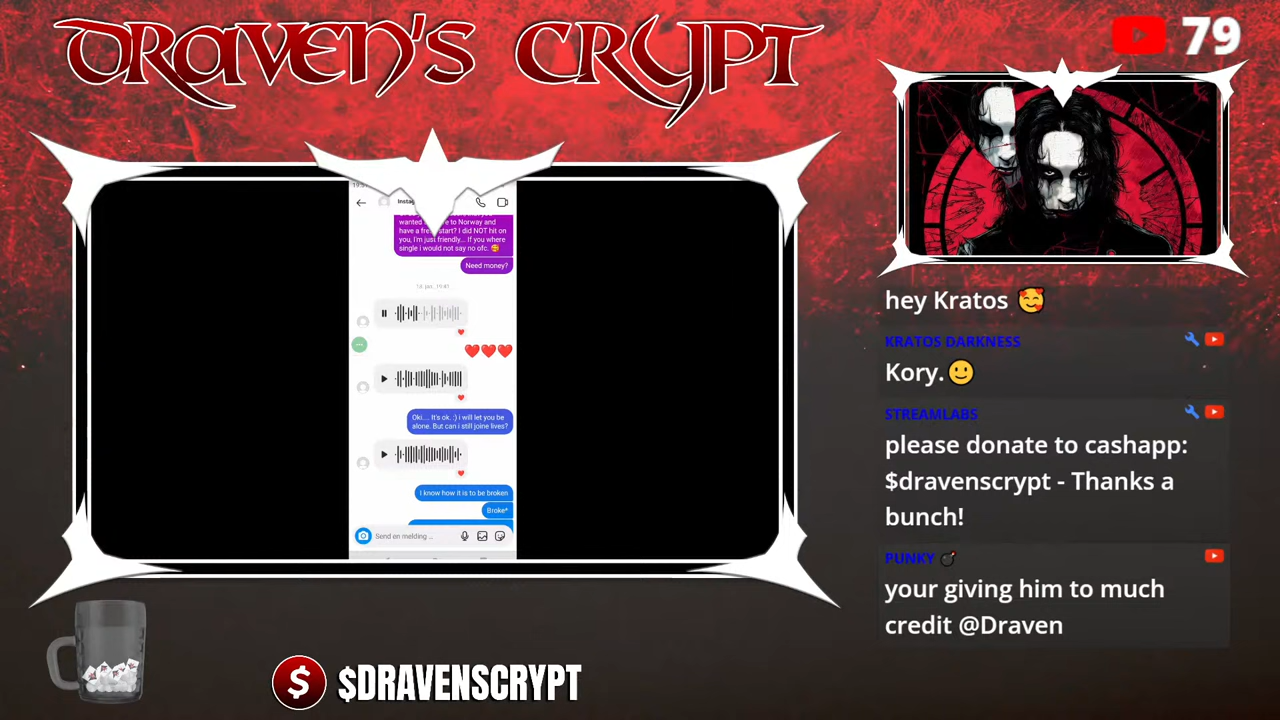 DRAVEN'S CRYPT
79
Instag
wanted
to Norway and
have a fre
start? I did NOT hit on
you, I'm just friendly... If you where
single i would not say no ofc. 🥰
Need money?
❤️❤️❤️
Oki.... It's ok. :) i will let you be
alone. But can i still joine lives?
I know how it is to be broken
Broke*
Send en melding ...
hey Kratos 🥰
KRATOS DARKNESS
Kory.🙂
STREAMLABS
please donate to cashapp:
$dravenscrypt - Thanks a
bunch!
PUNKY 💣
your giving him to much
credit @Draven
$ $DRAVENSCRYPT